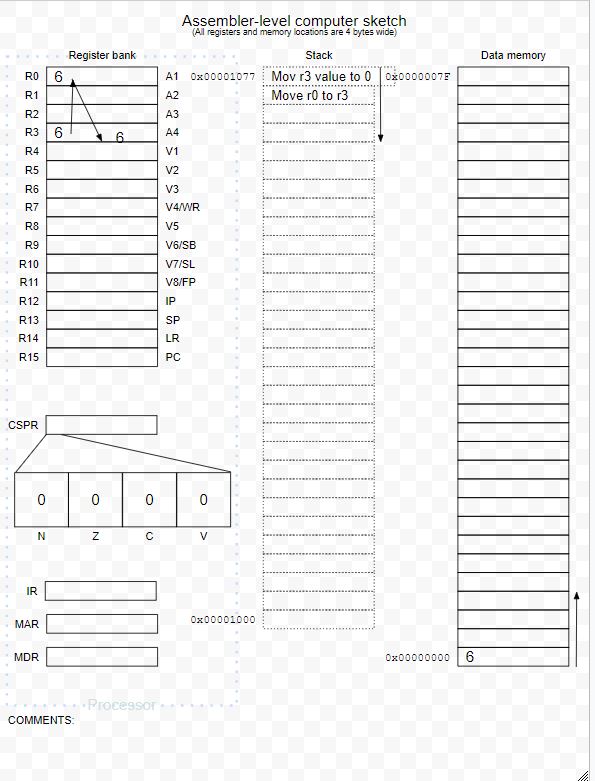 Assembler-level computer sketch
(All registers and memory locations are 4 bytes wide)
Register bank Stack Data memory
R0 6 A1 0x00001077 Mov r3 value to 0 0x0000007F
R1 A2 Move r0 to r3
R2 A3
R3 6 6 A4
R4 V1
R5 V2
R6 V3
R7 V4/WR
R8 V5
R9 V6/SB
R10 V7/SL
R11 V8/FP
R12 IP
R13 SP
R14 LR
R15 PC
CSPR
0 0 0 0
N Z C V
IR
MAR 0x00001000
MDR 0x00000000 6
Processor
COMMENTS: